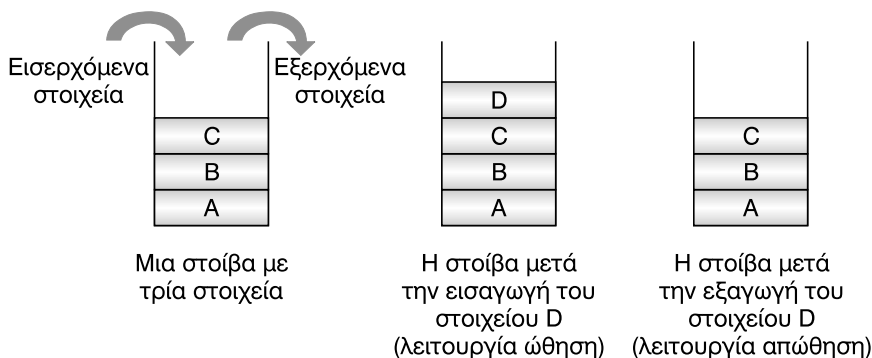 Εισερχόμενα
στοιχεία
Εξερχόμενα
στοιχεία
C
B
A
Μια στοίβα με
τρία στοιχεία
D
C
B
A
Η στοίβα μετά
την εισαγωγή του
στοιχείου D
(λειτουργία ώθηση)
C
B
A
Η στοίβα μετά
την εξαγωγή του
στοιχείου D
(λειτουργία απώθηση)